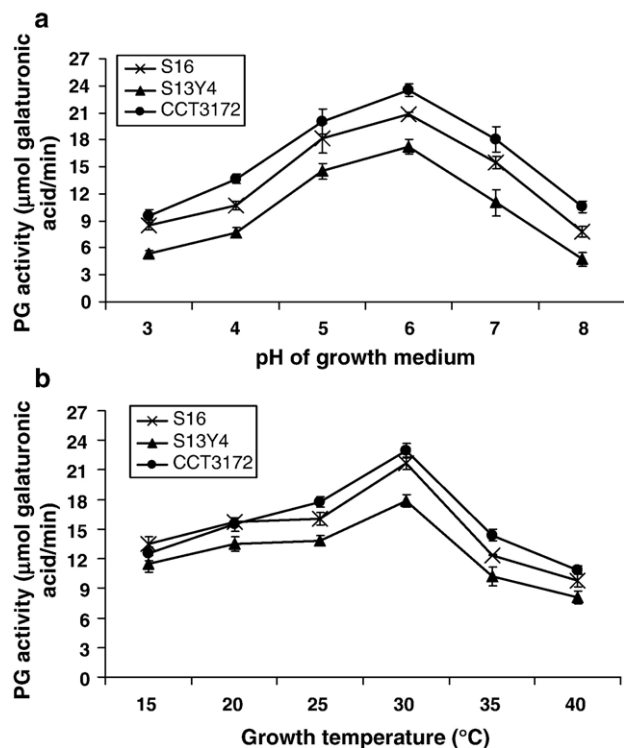 a
PG activity (μmol galaturonic
acid/min)
27
24
21
18
15
12
9
6
3
0
S16
S13Y4
CCT3172
3 4 5 6 7 8
pH of growth medium
b
PG activity (μmol galaturonic
acid/min)
27
24
21
18
15
12
9
6
3
0
S16
S13Y4
CCT3172
15 20 25 30 35 40
Growth temperature (°C)